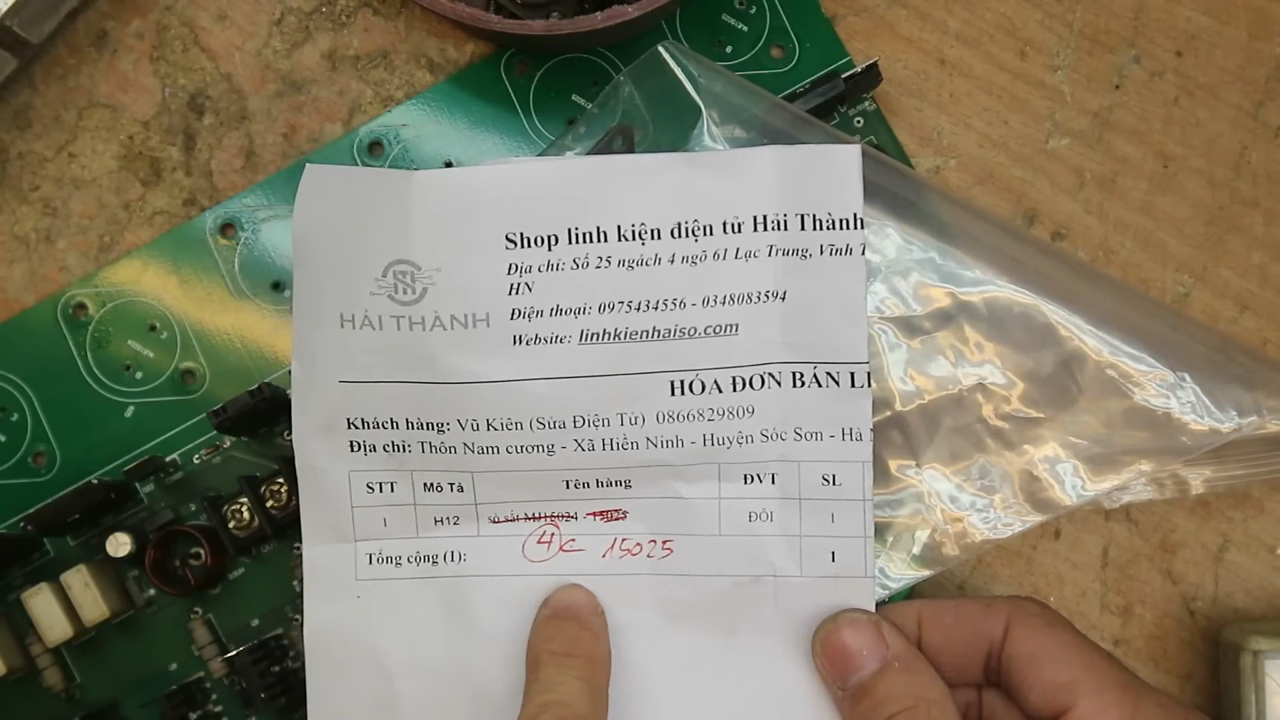 HẢI THÀNH
Shop linh kiện điện tử Hải Thành
Địa chỉ: Số 25 ngách 4 ngõ 61 Lạc Trung, Vĩnh T
HN
Điện thoại: 0975434556 - 0348083594
Website: linhkienhaiso.com
HÓA ĐƠN BÁN L
Khách hàng: Vũ Kiên (Sửa Điện Tử) 0866829809
Địa chỉ: Thôn Nam cương - Xã Hiền Ninh - Huyện Sóc Sơn - Hà
STT Mô Tả Tên hàng ĐVT SL
1 H12 sò sắt MJ15024 - 15025 ĐÔI 1
4c 15025
Tổng cộng (1): 1